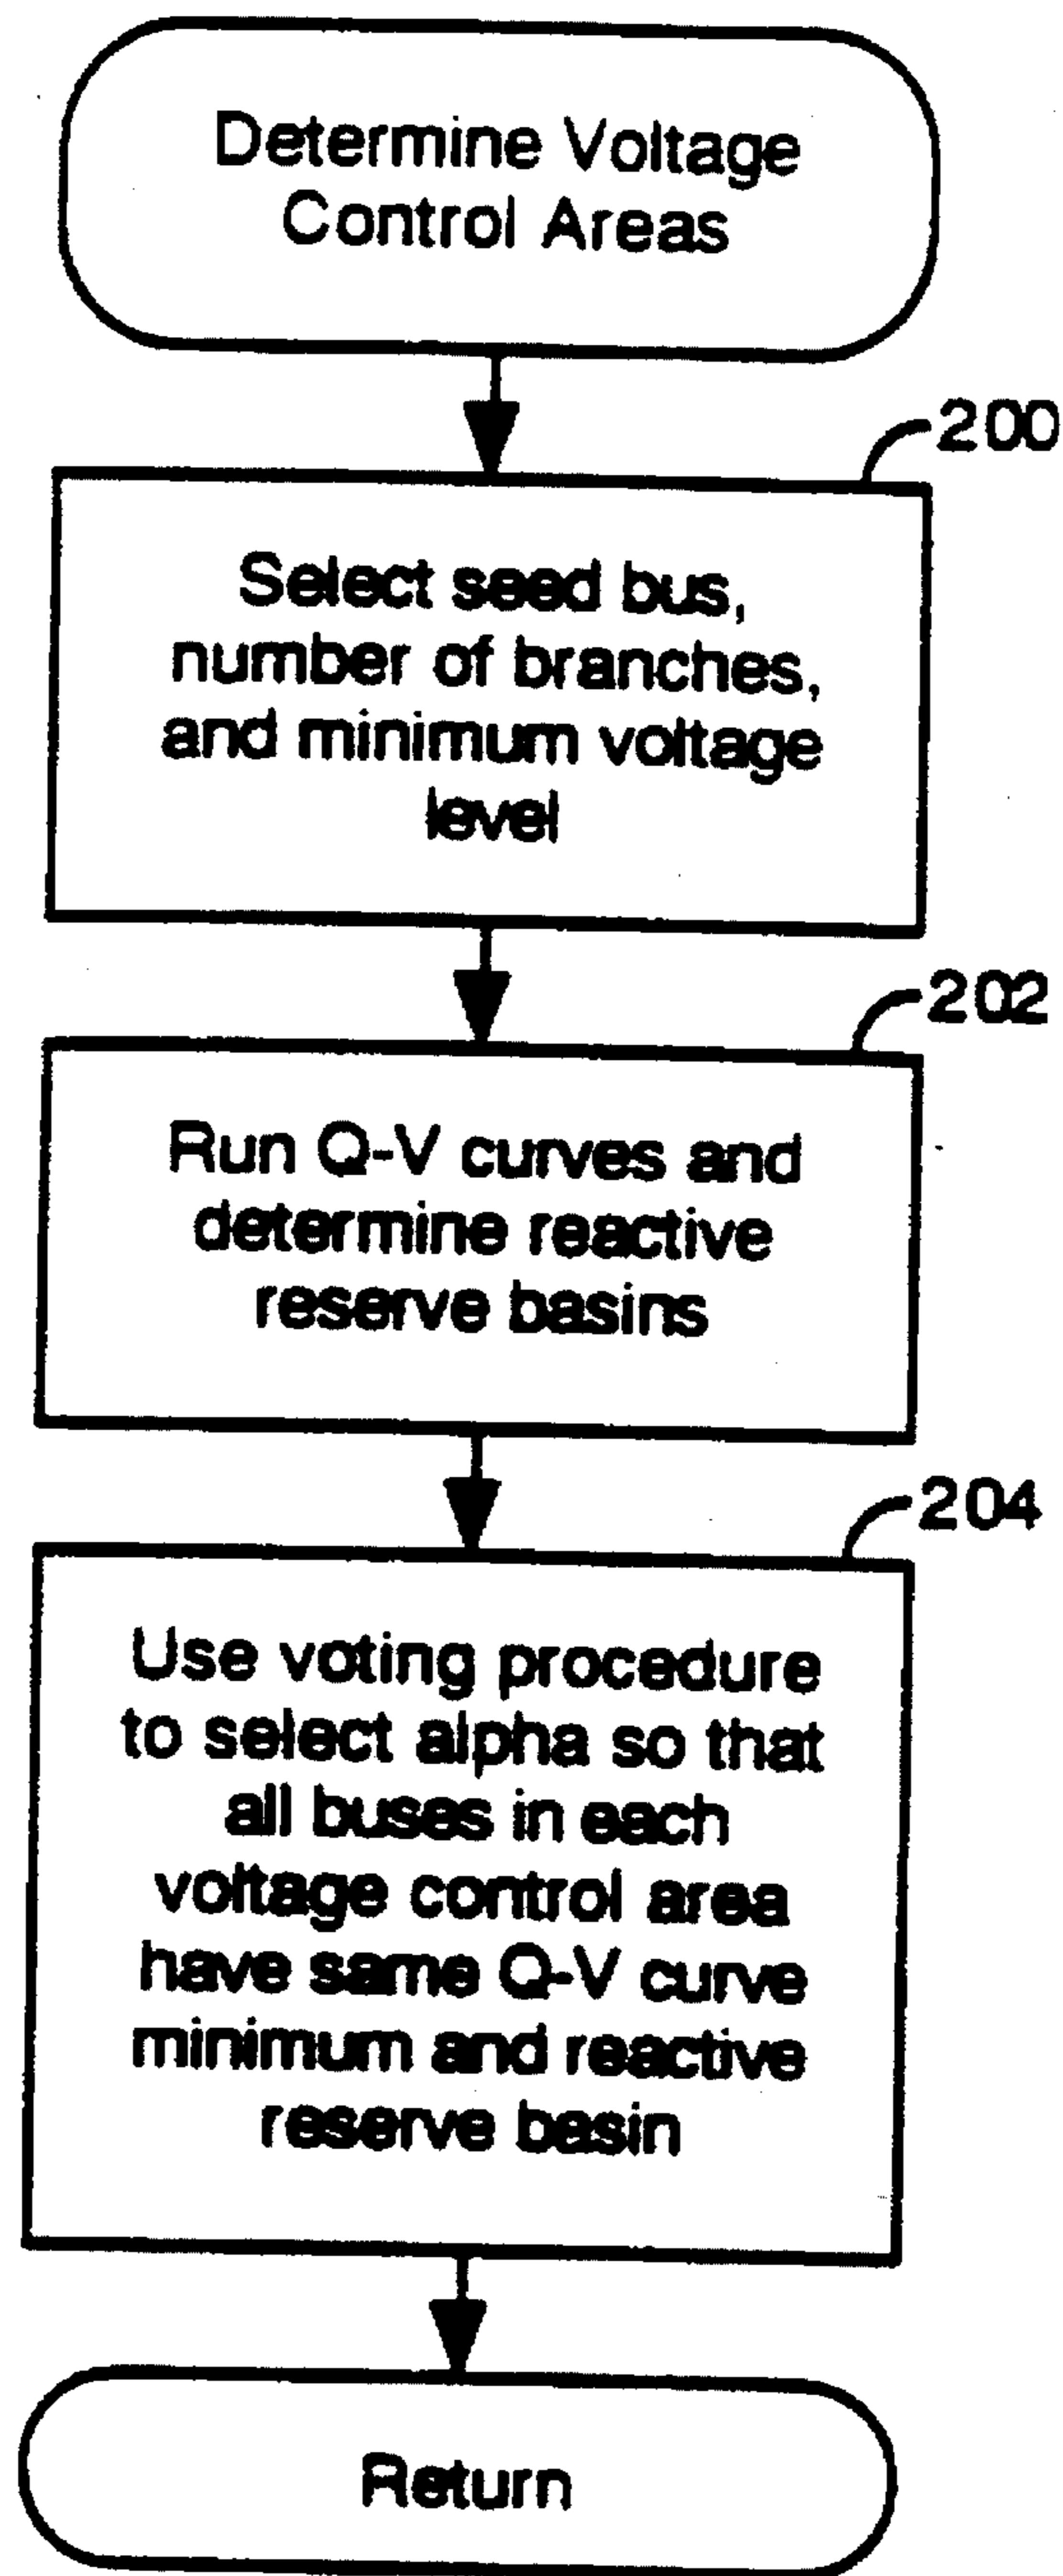 Determine Voltage
Control Areas
200
Select seed bus,
number of branches,
and minimum voltage
level
202
Run Q-V curves and
determine reactive
reserve basins
204
Use voting procedure
to select alpha so that
all buses in each
voltage control area
have same Q-V curve
minimum and reactive
reserve basin
Return